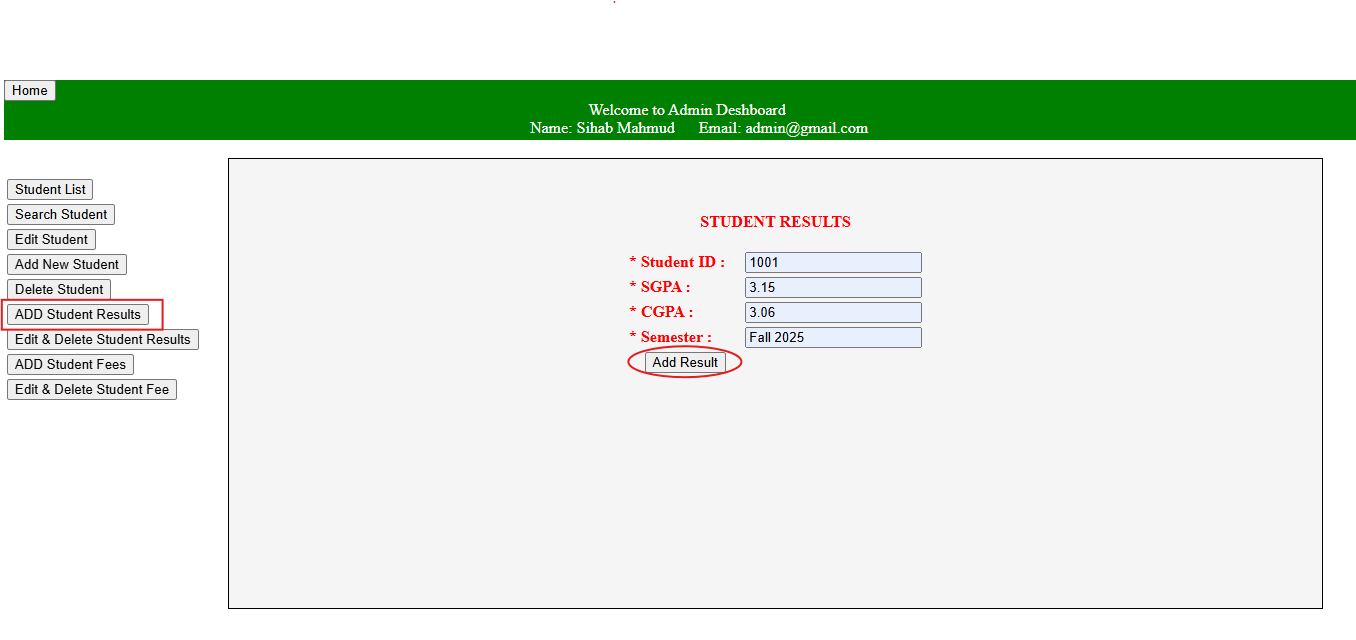 Home
Welcome to Admin Deshboard
Name: Sihab Mahmud Email: admin@gmail.com
Student List
Search Student
Edit Student
Add New Student
Delete Student
ADD Student Results
Edit & Delete Student Results
ADD Student Fees
Edit & Delete Student Fee
STUDENT RESULTS
* Student ID : 1001
* SGPA : 3.15
* CGPA : 3.06
* Semester : Fall 2025
Add Result